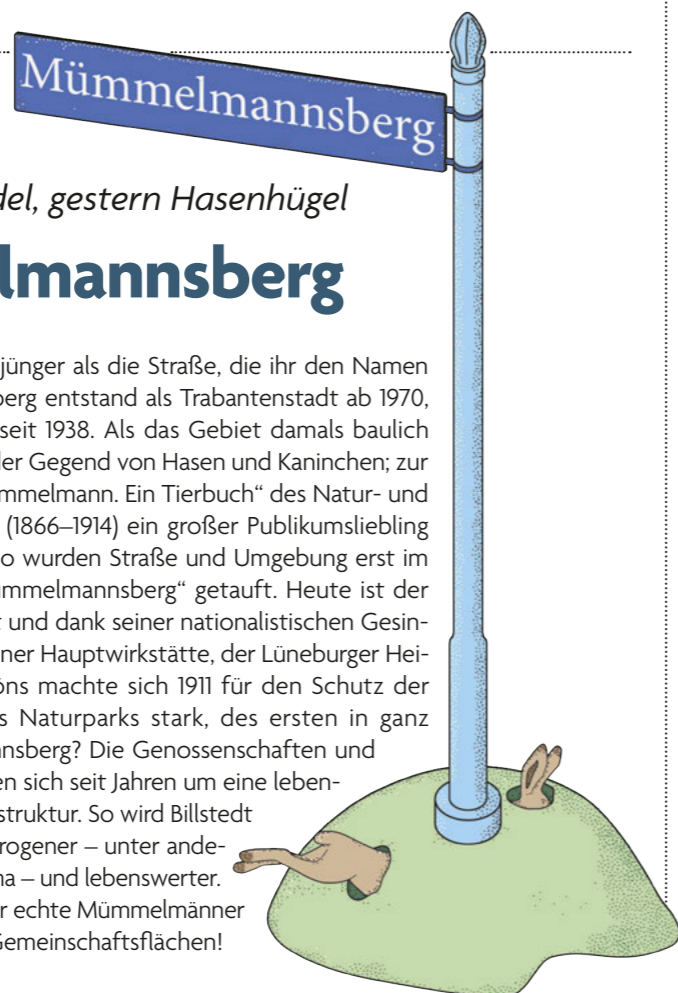 Mümmelmannsberg
del, gestern Hasenhügel
lmannsberg
jünger als die Straße, die ihr den Namen
berg entstand als Trabantenstadt ab 1970,
seit 1938. Als das Gebiet damals baulich
der Gegend von Hasen und Kaninchen; zur
mmelmann. Ein Tierbuch“ des Natur- und
(1866–1914) ein großer Publikumsliebling
o wurden Straße und Umgebung erst im
ümmelmannsberg“ getauft. Heute ist der
t und dank seiner nationalistischen Gesin-
ner Hauptwirkstätte, der Lüneburger Hei-
öns machte sich 1911 für den Schutz der
s Naturparks stark, des ersten in ganz
nnsberg? Die Genossenschaften und
en sich seit Jahren um eine leben-
struktur. So wird Billstedt
rogener – unter ande-
na – und lebenswerter.
r echte Mümmelmänner
Gemeinschaftsflächen!